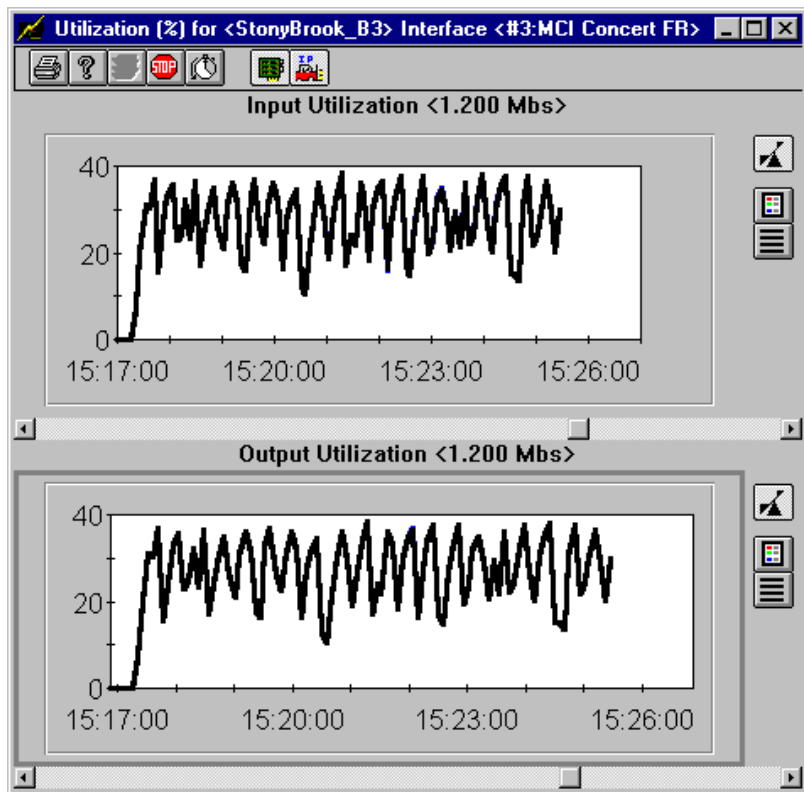 Utilization (%) for <StonyBrook_B3> Interface <#3:MCI Concert FR>
? STOP IP
Input Utilization <1.200 Mbs>
40
20
0
15:17:00 15:20:00 15:23:00 15:26:00
Output Utilization <1.200 Mbs>
40
20
0
15:17:00 15:20:00 15:23:00 15:26:00